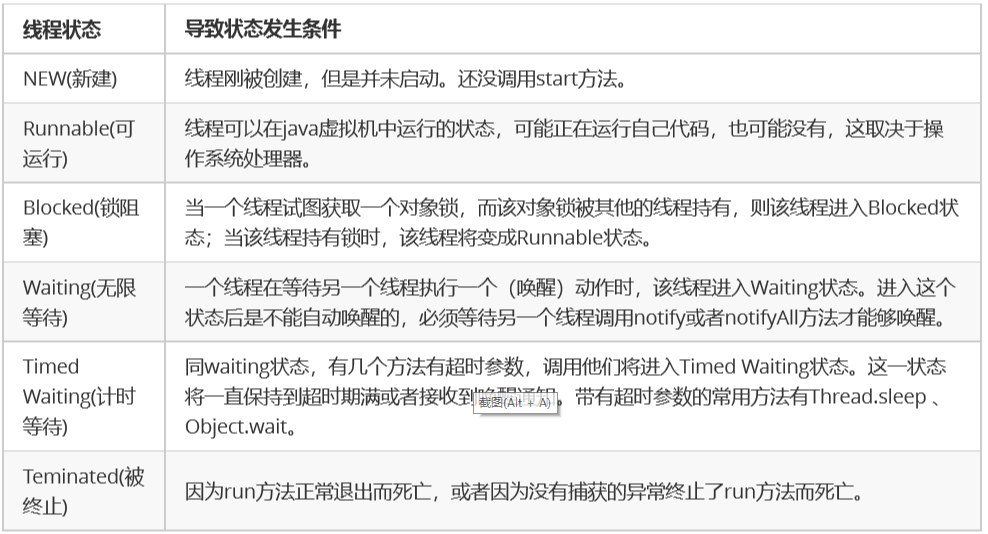 线程状态
导致状态发生条件
NEW(新建)
线程刚被创建，但是并未启动。还没调用start方法。
Runnable(可
运行)
线程可以在java虚拟机中运行的状态，可能正在运行自己代码，也可能没有，这取决于操
作系统处理器。
Blocked(锁阻
塞)
当一个线程试图获取一个对象锁，而该对象锁被其他的线程持有，则该线程进入Blocked状
态；当该线程持有锁时，该线程将变成Runnable状态。
Waiting(无限
等待)
一个线程在等待另一个线程执行一个（唤醒）动作时，该线程进入Waiting状态。进入这个
状态后是不能自动唤醒的，必须等待另一个线程调用notify或者notifyAll方法才能够唤醒。
Timed
Waiting(计时
等待)
同waiting状态，有几个方法有超时参数，调用他们将进入Timed Waiting状态。这一状态
将一直保持到超时期满或者接收到。带有超时参数的常用方法有Thread.sleep 、
截图(Alt + A)
Object.wait。
Teminated(被
终止)
因为run方法正常退出而死亡，或者因为没有捕获的异常终止了run方法而死亡。